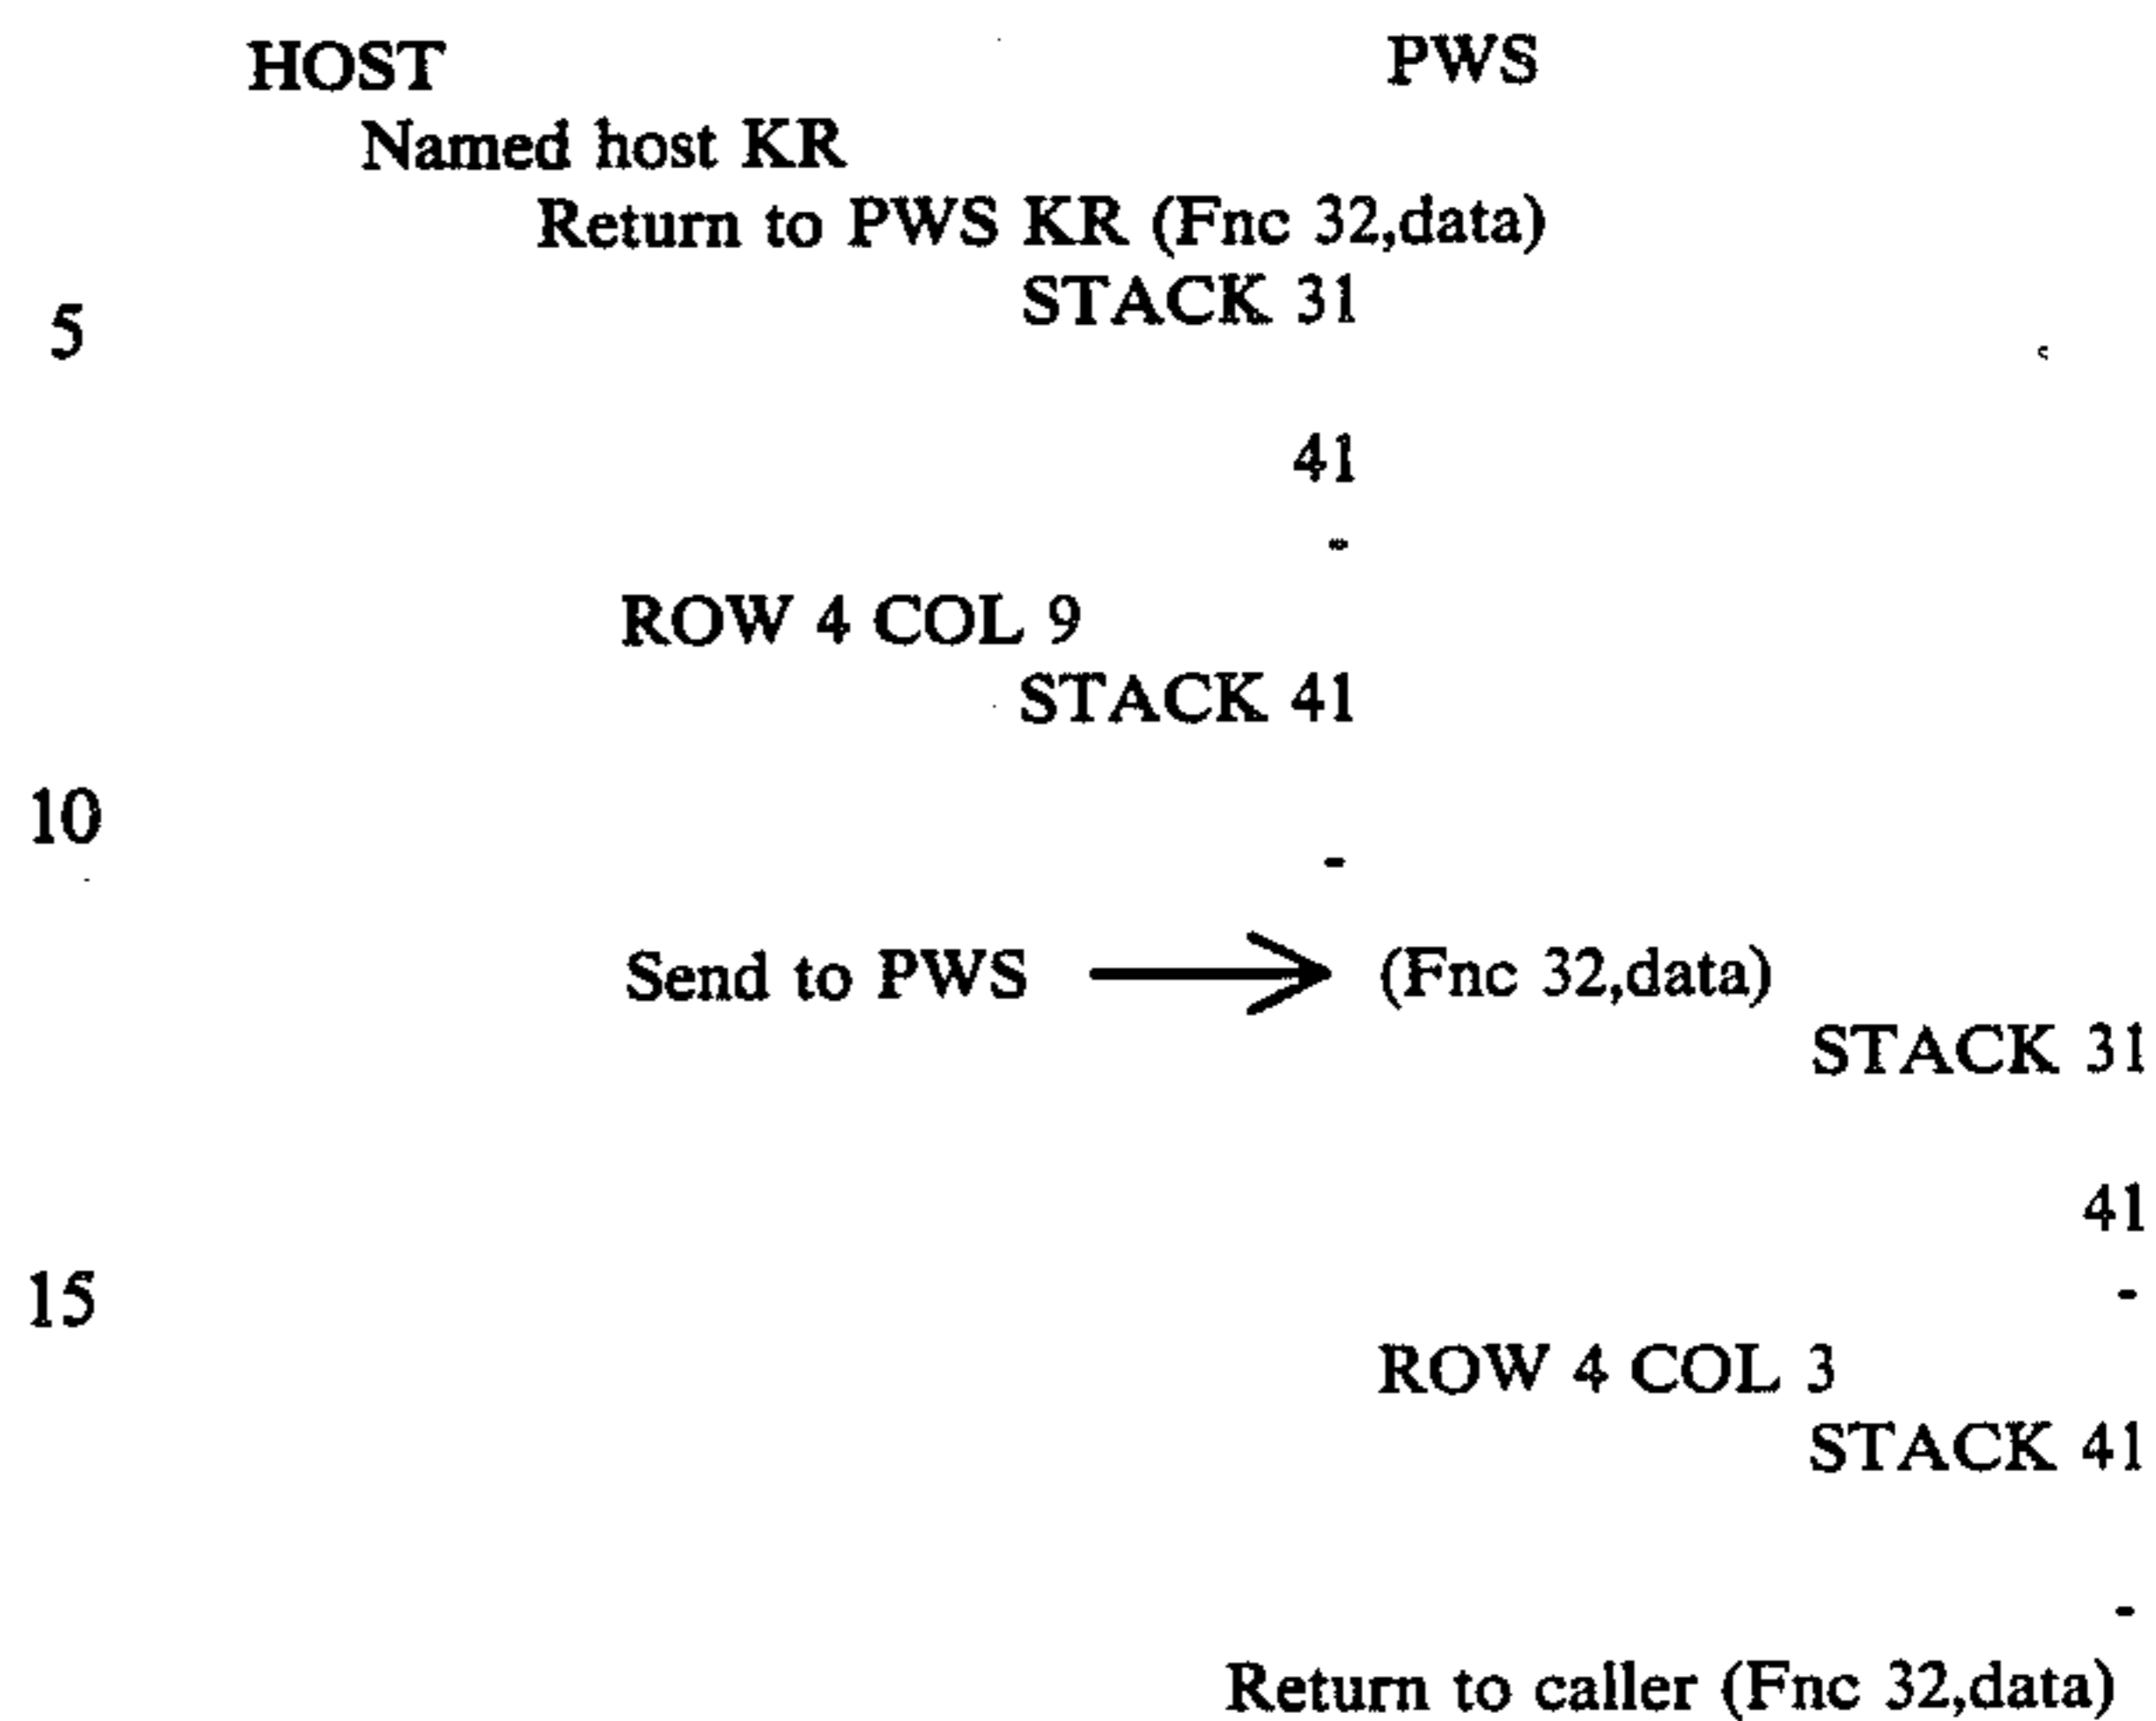 HOST PWS
Named host KR
Return to PWS KR (Fnc 32,data)
STACK 31
5
41
-
ROW 4 COL 9
STACK 41
10
-
Send to PWS (Fnc 32,data)
STACK 31
41
15 -
ROW 4 COL 3
STACK 41
-
Return to caller (Fnc 32,data)